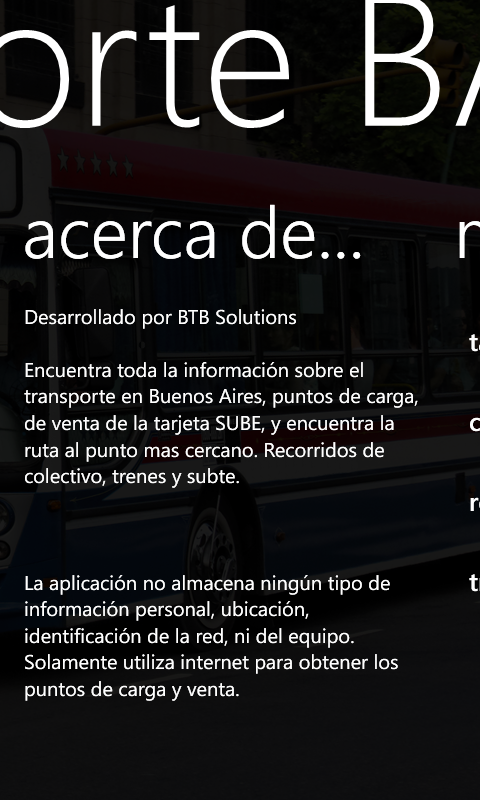 orte BA
acerca de...
Desarrollado por BTB Solutions
Encuentra toda la información sobre el
transporte en Buenos Aires, puntos de carga,
de venta de la tarjeta SUBE, y encuentra la
ruta al punto mas cercano. Recorridos de
colectivo, trenes y subte.
La aplicación no almacena ningún tipo de
información personal, ubicación,
identificación de la red, ni del equipo.
Solamente utiliza internet para obtener los
puntos de carga y venta.